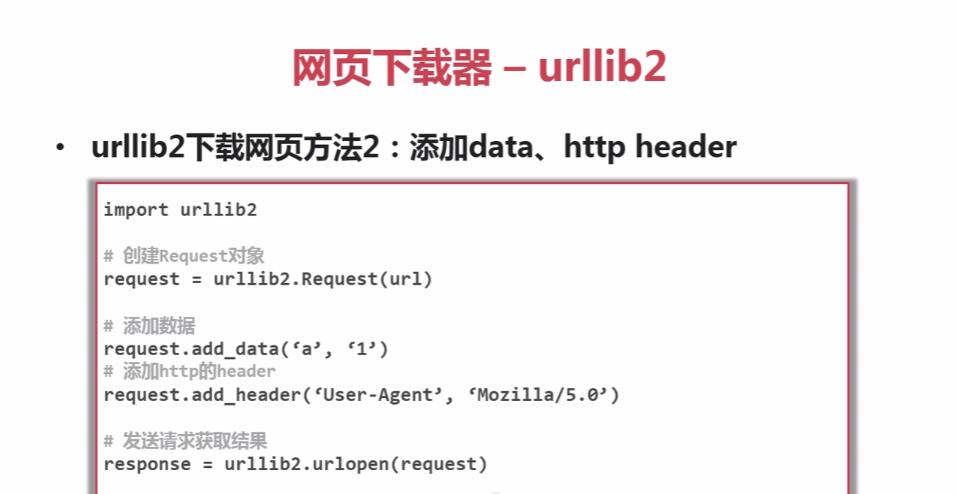 网页下载器 – urllib2
• urllib2下载网页方法2：添加data、http header
import urllib2
# 创建Request对象
request = urllib2.Request(url)
# 添加数据
request.add_data(‘a’, ‘1’)
# 添加http的header
request.add_header(‘User-Agent’, ‘Mozilla/5.0’)
# 发送请求获取结果
response = urllib2.urlopen(request)